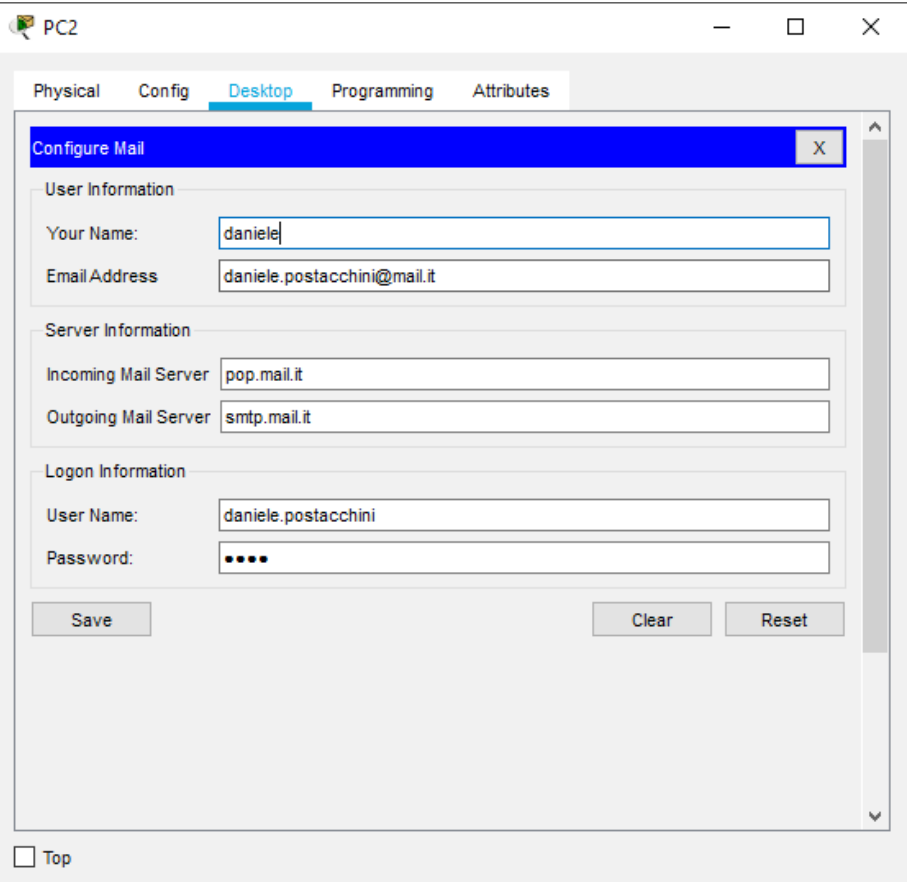 PC2
Physical Config Desktop Programming Attributes
Configure Mail X
User Information
Your Name: daniele
Email Address daniele.postacchini@mail.it
Server Information
Incoming Mail Server pop.mail.it
Outgoing Mail Server smtp.mail.it
Logon Information
User Name: daniele.postacchini
Password: ●●●●
Save Clear Reset
Top